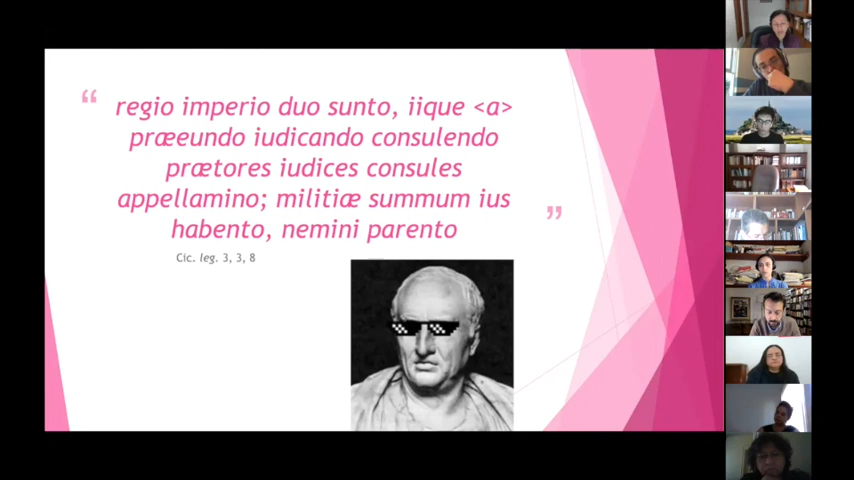 “ regio imperio duo sunto, iique <a>
præeundo iudicando consulendo
prætores iudices consules
appellamino; militiæ summum ius
habento, nemini parento ”
Cic. leg. 3, 3, 8